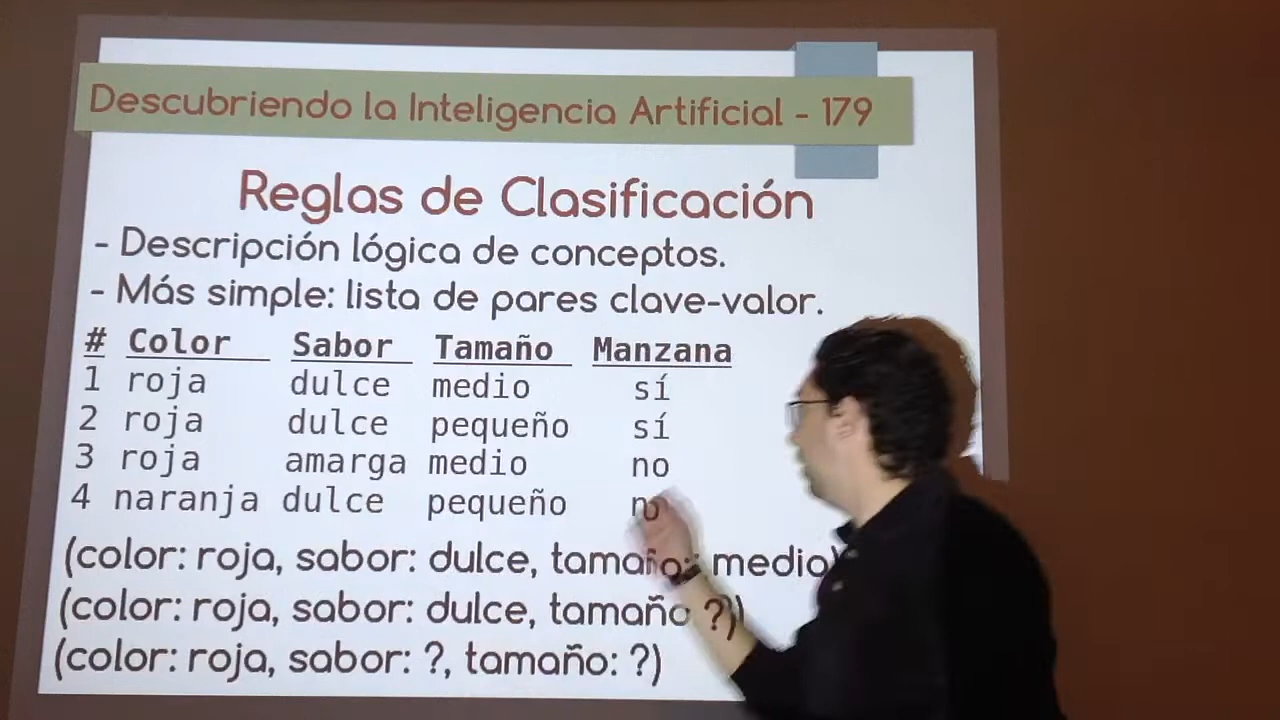 Descubriendo la Inteligencia Artificial - 179
Reglas de Clasificación
- Descripción lógica de conceptos.
- Más simple: lista de pares clave-valor.
# Color Sabor Tamaño Manzana
1 roja dulce medio sí
2 roja dulce pequeño sí
3 roja amarga medio no
4 naranja dulce pequeño no
(color: roja, sabor: dulce, tamaño: medio)
(color: roja, sabor: dulce, tamaño ?)
(color: roja, sabor: ?, tamaño: ?)